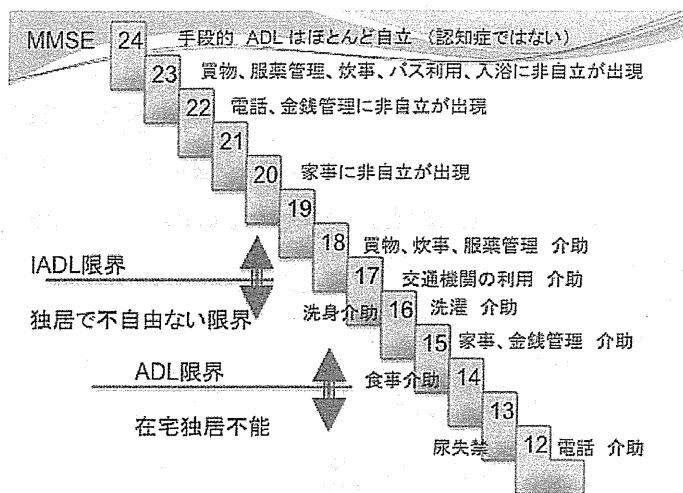 MMSE 24 手段的 ADL はほとんど自立 （認知症ではない）
23 買物、服薬管理、炊事、バス利用、入浴に非自立が出現
22 電話、金銭管理に非自立が出現
21
20 家事に非自立が出現
19
18 買物、炊事、服薬管理 介助
IADL限界
17 交通機関の利用 介助
独居で不自由ない限界
洗身介助 16 洗濯 介助
15 家事、金銭管理 介助
ADL限界
食事介助 14
13
在宅独居不能
尿失禁 12 電話 介助